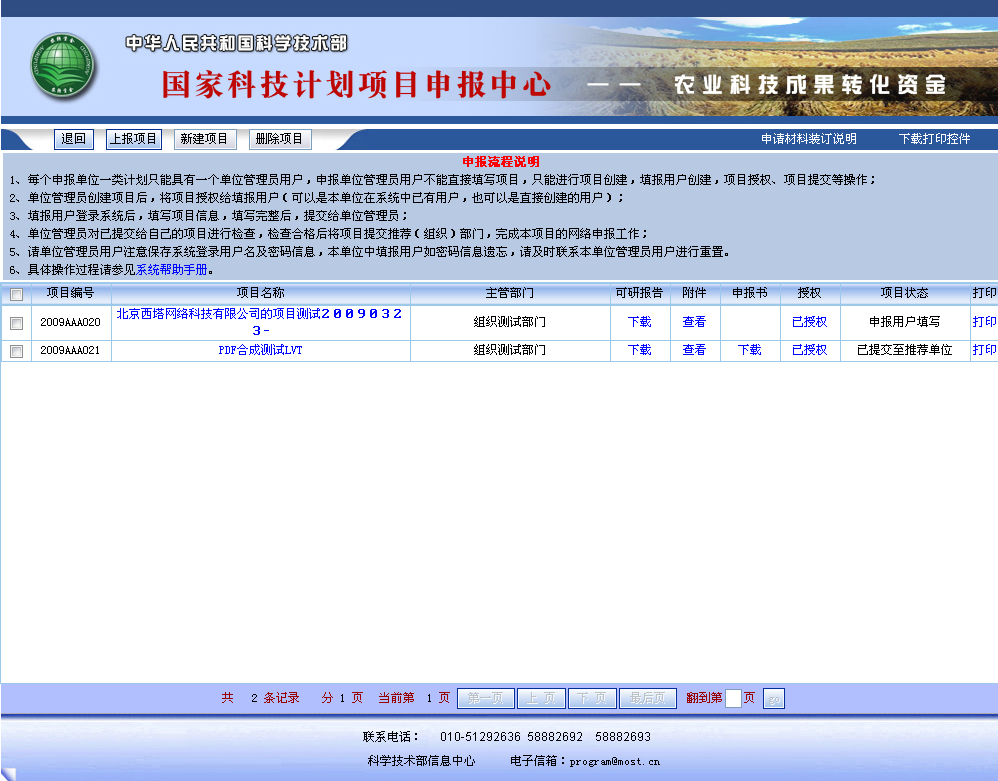 中华人民共和国科学技术部
国家科技计划项目申报中心 —— 农业科技成果转化资金
退回 上报项目 新建项目 删除项目 申请材料装订说明 下载打印控件
申报流程说明
1、每个申报单位一类计划只能具有一个单位管理员用户，申报单位管理员用户不能直接填写项目，只能进行项目创建，填报用户创建，项目授权、项目提交等操作；
2、单位管理员创建项目后，将项目授权给填报用户（可以是本单位在系统中已有用户，也可以是直接创建的用户）；
3、填报用户登录系统后，填写项目信息，填写完整后，提交给单位管理员；
4、单位管理员对已提交给自己的项目进行检查，检查合格后将项目提交推荐（组织）部门，完成本项目的网络申报工作；
5、请单位管理员用户注意保存系统登录用户名及密码信息，本单位中填报用户如密码信息遗忘，请及时联系本单位管理员用户进行重置。
6、具体操作过程请参见系统帮助手册。
项目编号 项目名称 主管部门 可研报告 附件 申报书 授权 项目状态 打印
2009AAA020 北京西塔网络科技有限公司的项目测试２００９０３２３- 组织测试部门 下载 查看 已授权 申报用户填写 打印
2009AAA021 PDF合成测试LVT 组织测试部门 下载 查看 下载 已授权 已提交至推荐单位 打印
共 2 条记录 分 1 页 当前第 1 页 第一页 上 页 下 页 最后页 翻到第 页 go
联系电话： 010-51292636 58882692 58882693
科学技术部信息中心 电子信箱：program@most.cn